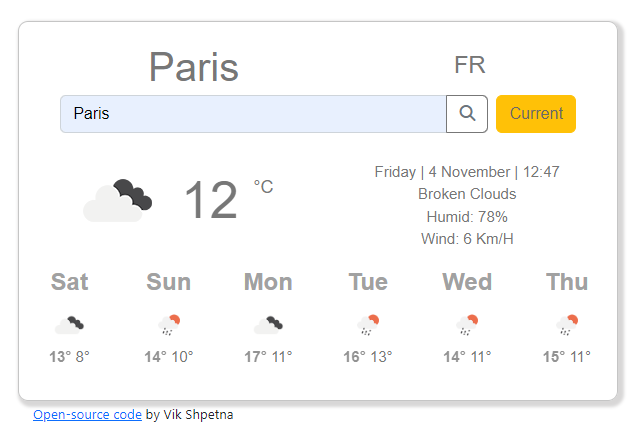 Paris FR
Paris Current
12 °C
Friday | 4 November | 12:47
Broken Clouds
Humid: 78%
Wind: 6 Km/H
Sat Sun Mon Tue Wed Thu
13° 8° 14° 10° 17° 11° 16° 13° 14° 11° 15° 11°
Open-source code by Vik Shpetna